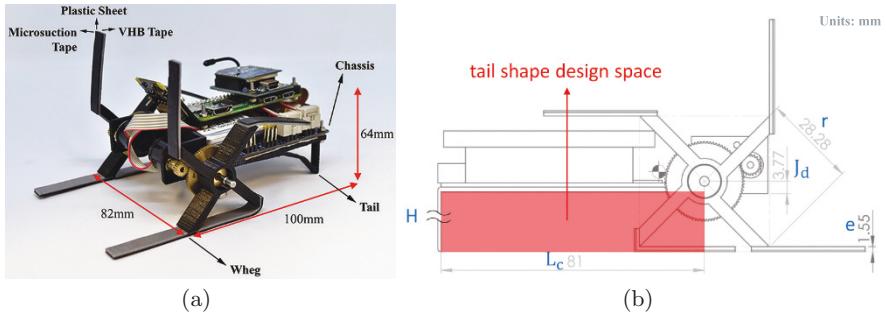 Plastic Sheet
Microsuction Tape
VHB Tape
Chassis
64mm
Tail
82mm
100mm
Wheg
(a)
Units: mm
tail shape design space
r
28.28
3.77
Jd
H
e
1.55
Lc 81
(b)